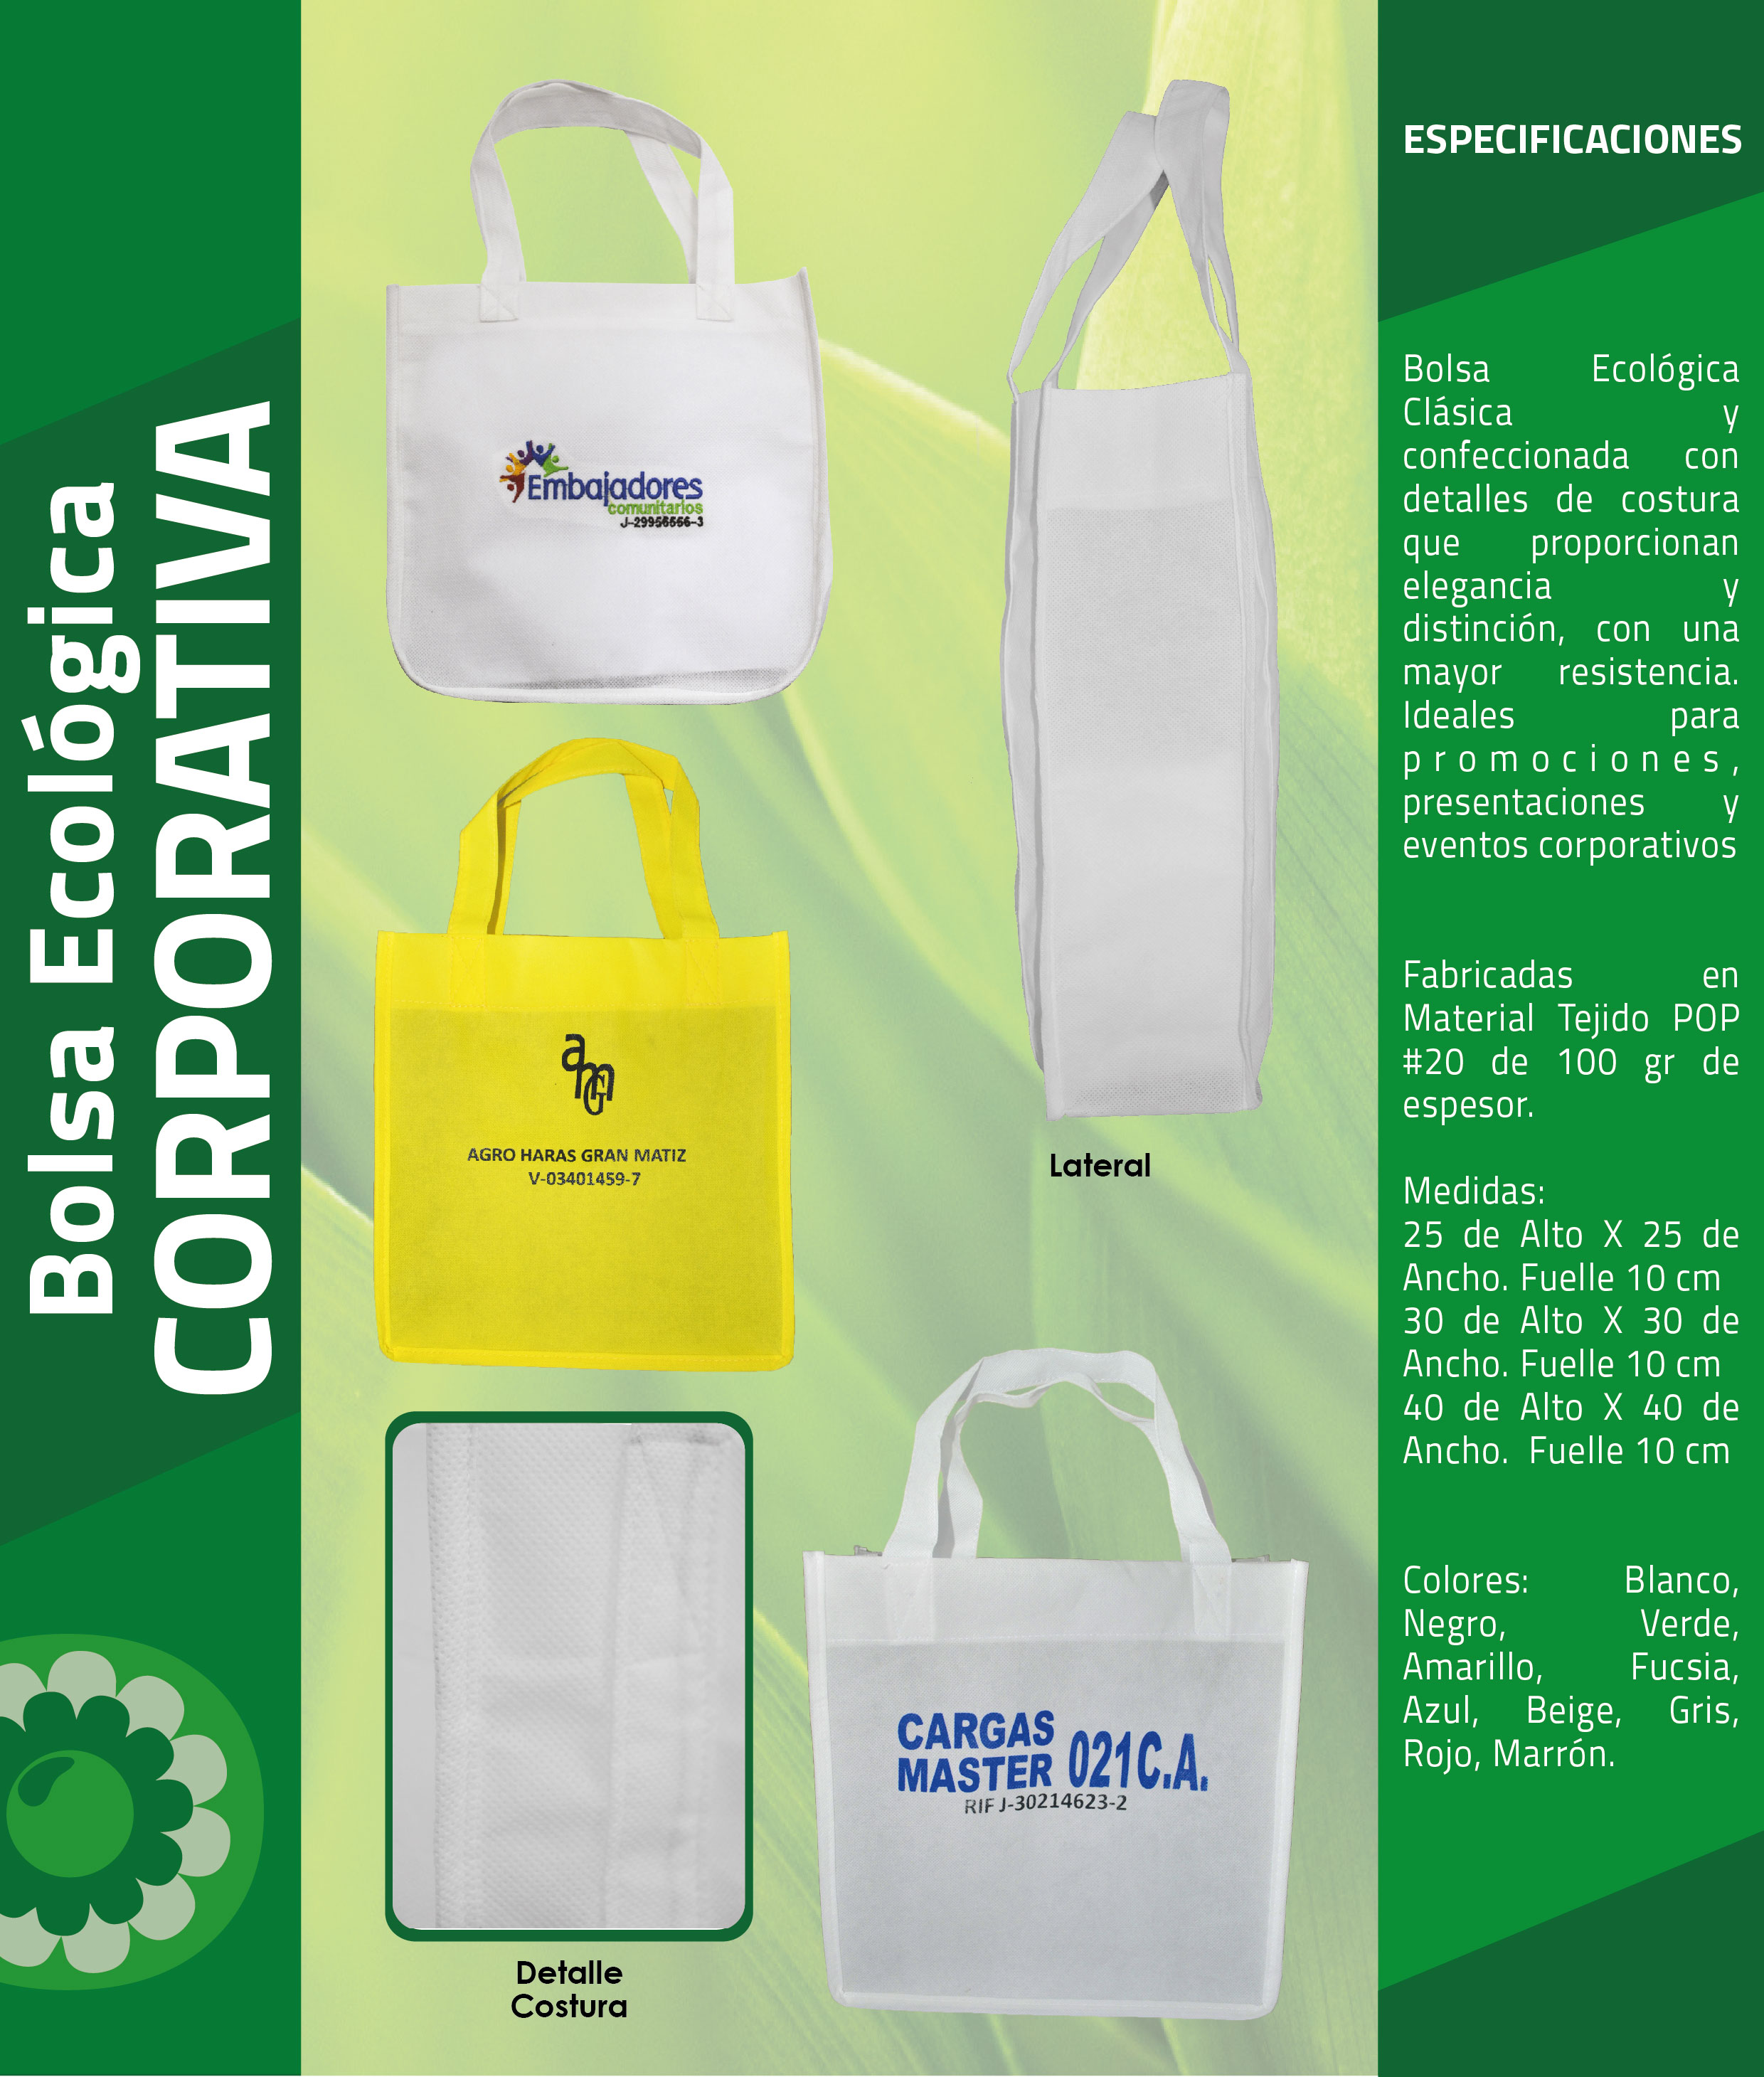 Bolsa Ecológica
CORPORATIVA
Embajadores
comunitarios
J-29956566-3
AGRO HARAS GRAN MATIZ
V-03401459-7
Lateral
Detalle
Costura
CARGAS
MASTER 021C.A.
RIF J-30214623-2
ESPECIFICACIONES
Bolsa Ecológica
Clásica y
confeccionada con
detalles de costura
que proporcionan
elegancia y
distinción, con una
mayor resistencia.
Ideales para
promociones,
presentaciones y
eventos corporativos
Fabricadas en
Material Tejido POP
#20 de 100 gr de
espesor.
Medidas:
25 de Alto X 25 de
Ancho. Fuelle 10 cm
30 de Alto X 30 de
Ancho. Fuelle 10 cm
40 de Alto X 40 de
Ancho. Fuelle 10 cm
Colores: Blanco,
Negro, Verde,
Amarillo, Fucsia,
Azul, Beige, Gris,
Rojo, Marrón.